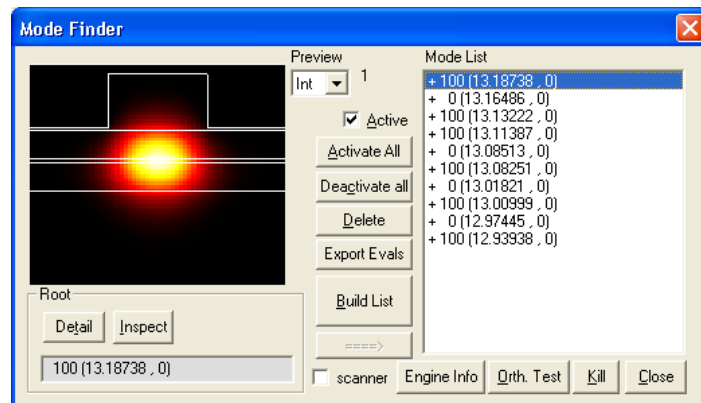 Mode Finder
Preview
Int
1
Active
Activate All
Deactivate all
Delete
Export Evals
Build List
====>
scanner
Mode List
+ 100 (13.18738 , 0)
+ 0 (13.16486 , 0)
+ 100 (13.13222 , 0)
+ 100 (13.11387 , 0)
+ 0 (13.08513 , 0)
+ 100 (13.08251 , 0)
+ 0 (13.01821 , 0)
+ 100 (13.00999 , 0)
+ 0 (12.97445 , 0)
+ 100 (12.93938 , 0)
Root
Detail Inspect
100 (13.18738 , 0)
Engine Info Orth. Test Kill Close